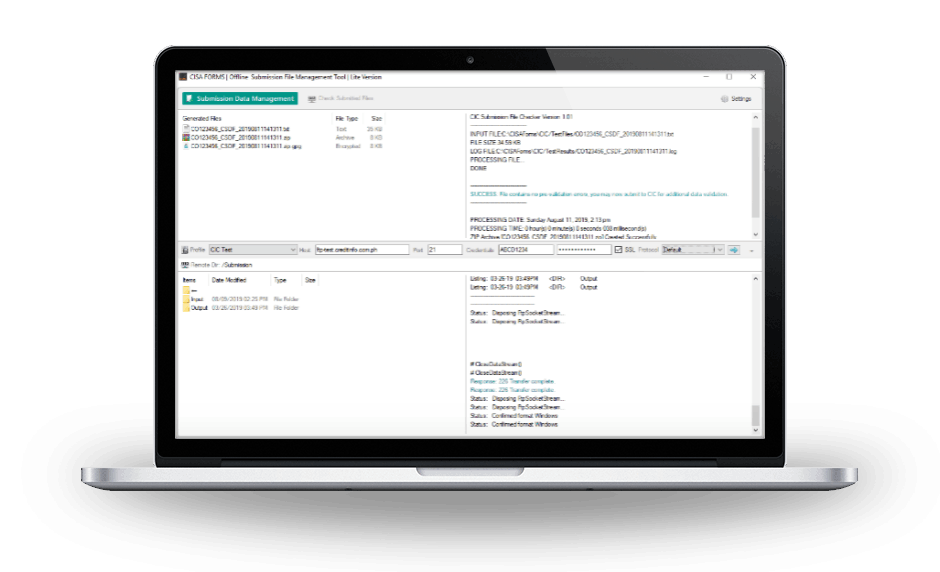 CISA FORMS | Offline Submission File Management Tool | Lite Version
Submission Data Management
Check Submitted Files
Settings
Generated Files File Type Size
CO123456_CSDF_20190811141311.txt Text 35 KB
CO123456_CSDF_20190811141311.zip Archive 8 KB
CO123456_CSDF_20190811141311.zip.gpg Encrypted 8 KB
CIC Submission File Checker Version 1.01
INPUT FILE:C:\CISAForms\CIC/TestFiles/CO123456_CSDF_20190811141311.txt
FILE SIZE 34.59 KB
LOG FILE:C:\CISAForms\CIC/TestResults/CO123456_CSDF_20190811141311.log
PROCESSING FILE...
DONE
SUCCESS: File contains no pre validation errors, you may now submit to CIC for additional data validation.
PROCESSING DATE: Sunday August 11, 2019, 2:13 pm
PROCESSING TIME: 0 hour(s) 0 minute(s) 0 seconds 938 millisecond(s)
ZIP Archive (CO123456_CSDF_20190811141311.zip) Created Successfully
Profile CIC Test Host ftp-test.creditinfo.com.ph Port 21 Credentials ABCD1234 ************ SSL Protocol Default
Remote Dir: /Submission
Items Date Modified Type Size
...
Input 08/09/2019 02:25 PM File Folder
Output 03/26/2019 03:49 PM File Folder
Listing: 03-26-19 03:49PM <DIR> Output
Listing: 03-26-19 03:49PM <DIR> Output
Status: Disposing FtpSocketStream...
Status: Disposing FtpSocketStream...
# CloseDataStream()
# CloseDataStream()
Response: 226 Transfer complete.
Response: 226 Transfer complete.
Status: Disposing FtpSocketStream...
Status: Disposing FtpSocketStream...
Status: Confirmed format Windows
Status: Confirmed format Windows